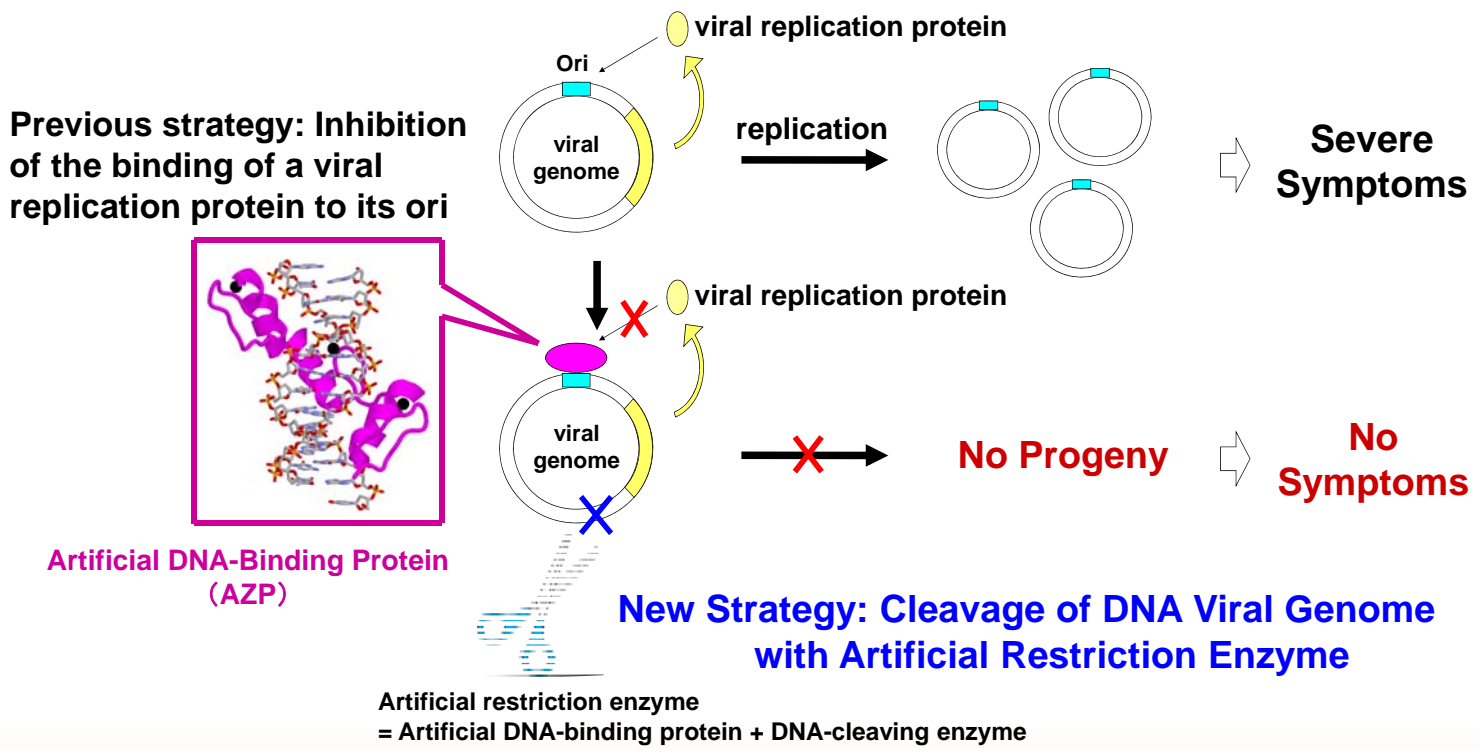 viral replication protein
Ori
Previous strategy: Inhibition
of the binding of a viral
replication protein to its ori
viral
genome
replication
Severe
Symptoms
viral replication protein
viral
genome
No Progeny
No
Symptoms
Artificial DNA-Binding Protein
（AZP）
New Strategy: Cleavage of DNA Viral Genome
with Artificial Restriction Enzyme
Artificial restriction enzyme
= Artificial DNA-binding protein + DNA-cleaving enzyme